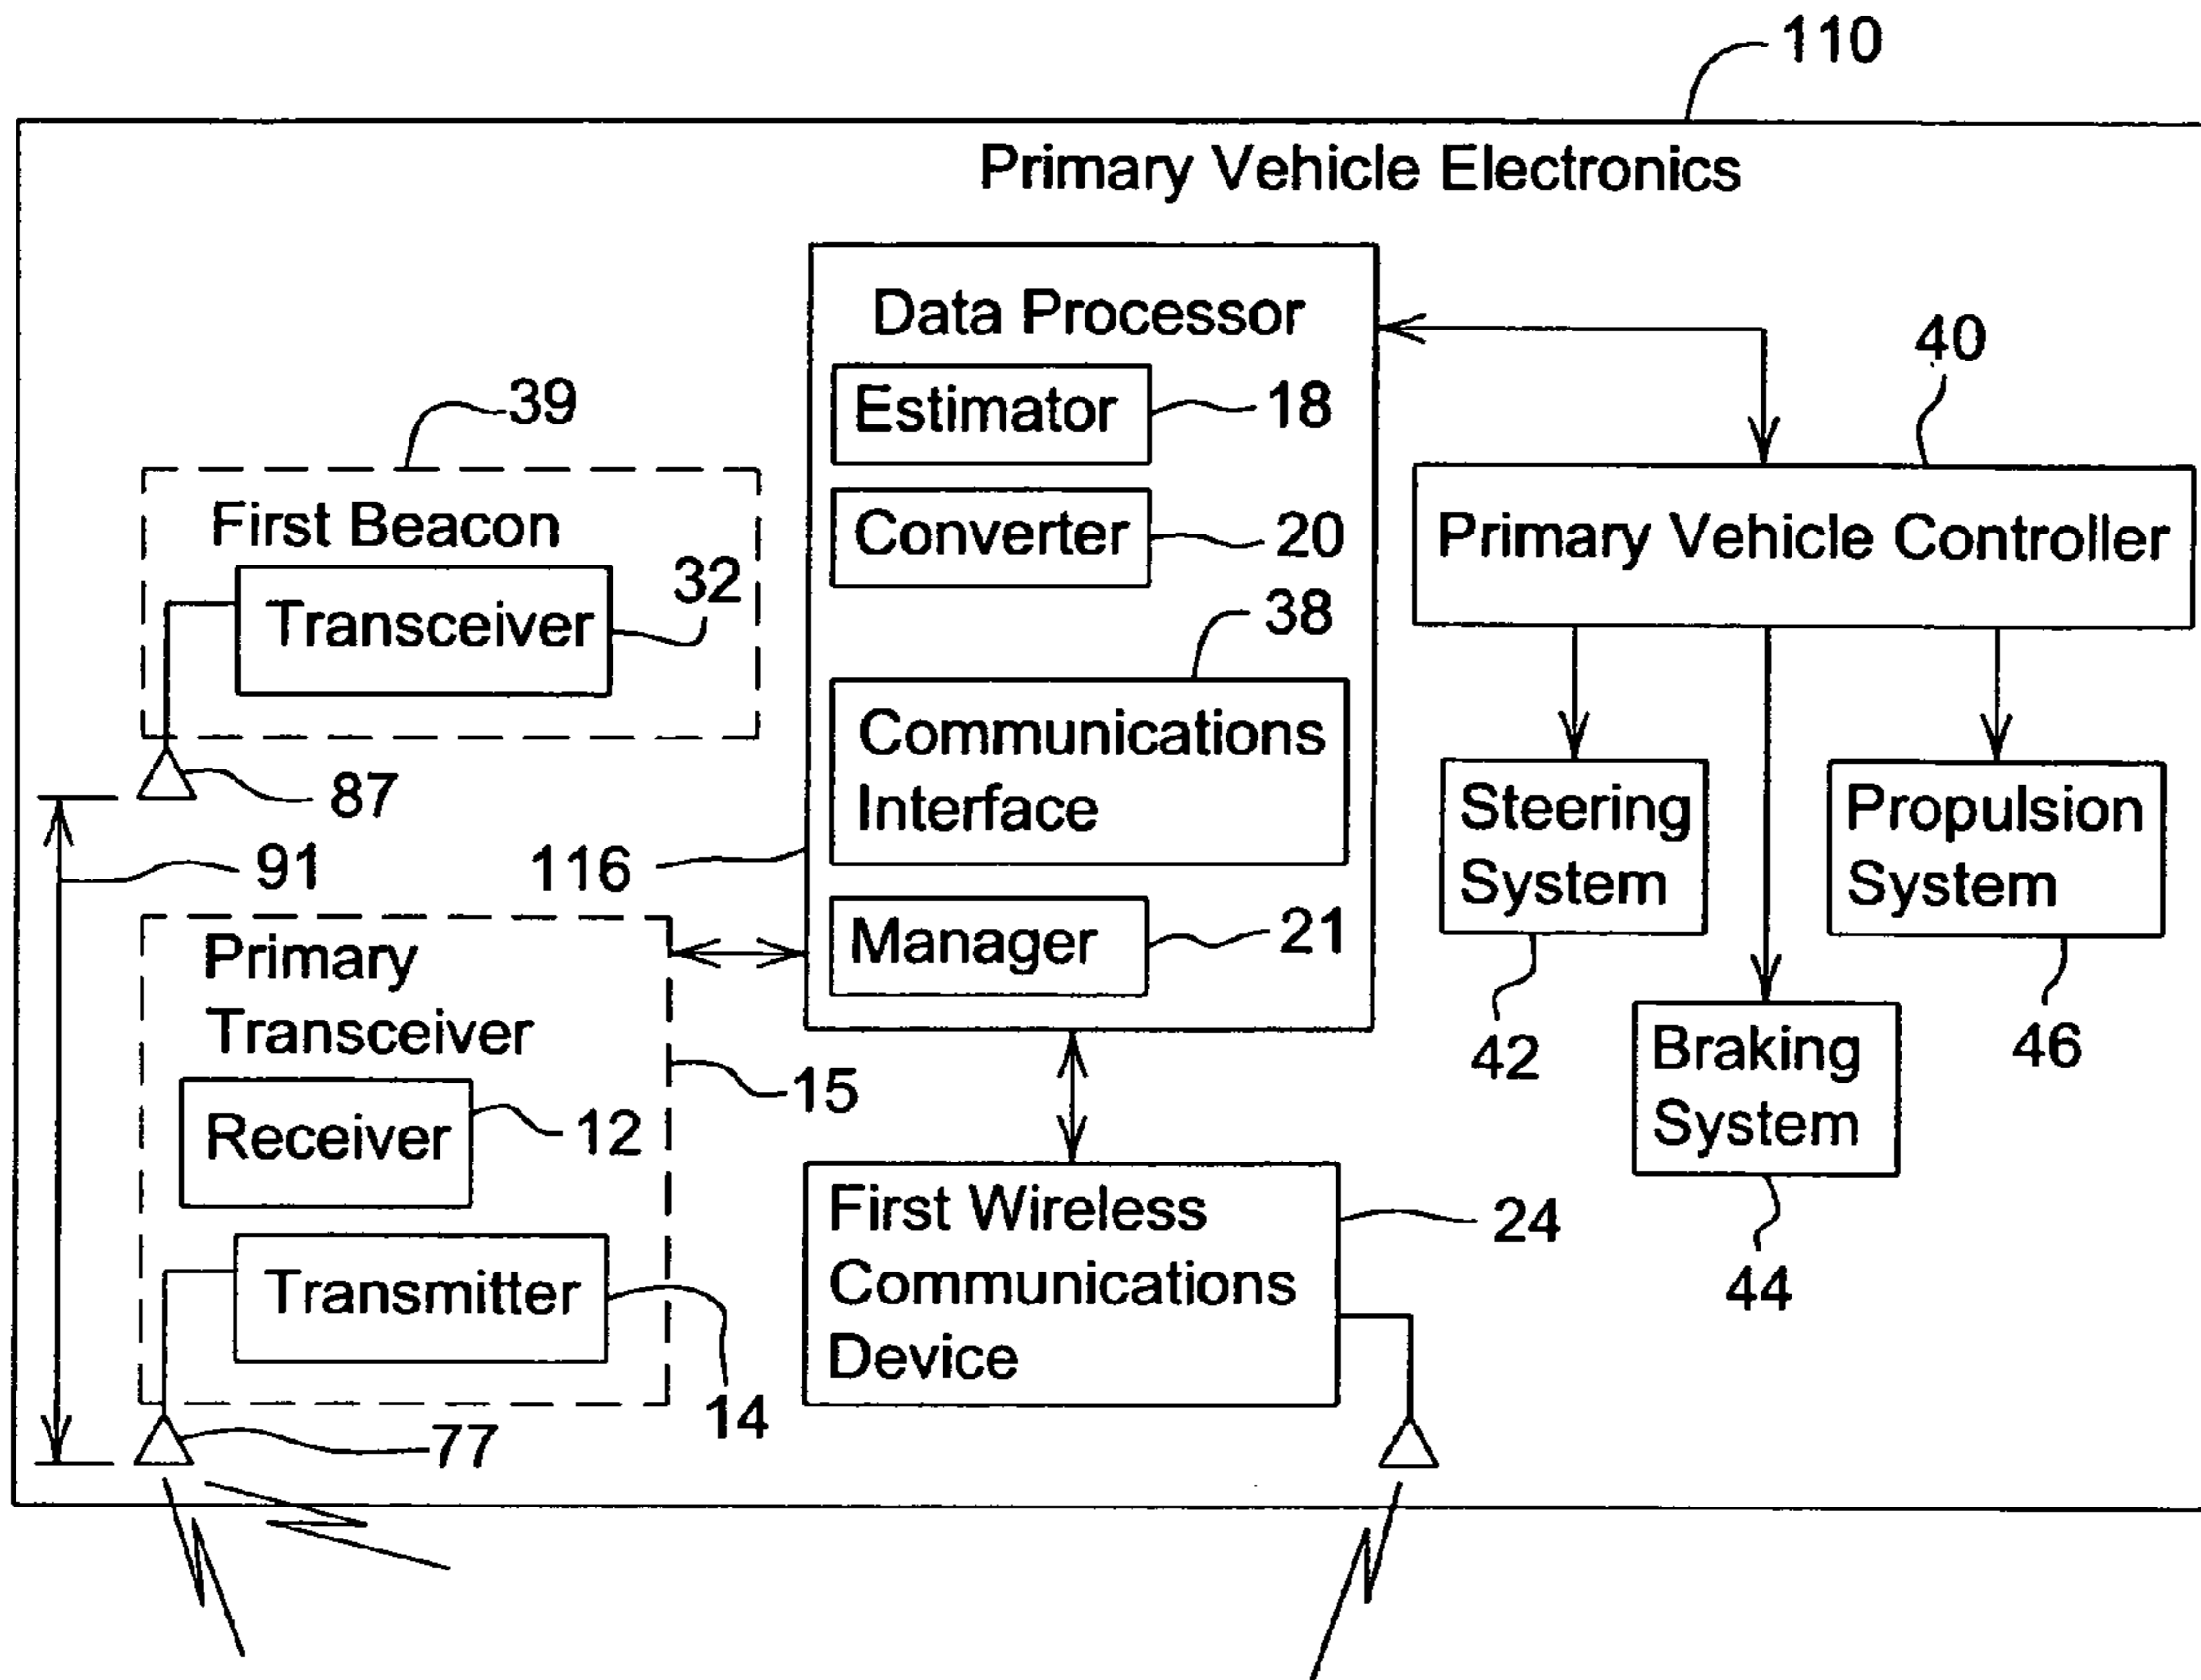 110
Primary Vehicle Electronics
Data Processor
Estimator
18
Converter
20
38
Communications
Interface
116
Manager
21
39
First Beacon
32
Transceiver
87
91
Primary
Transceiver
15
Receiver
12
Transmitter
14
77
First Wireless
Communications
Device
24
40
Primary Vehicle Controller
Steering
System
42
Braking
System
44
Propulsion
System
46